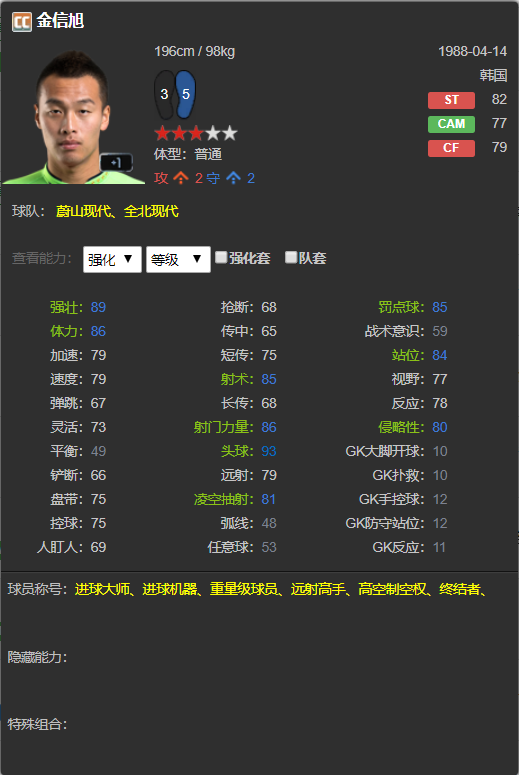 CC 金信旭
196cm / 98kg 1988-04-14
韩国
3 5 ST 82
CAM 77
+1 体型：普通 CF 79
攻 2 守 2
球队：蔚山现代、全北现代
查看能力： 强化 ▼ 等级 ▼ 强化套 队套
强壮：89 抢断：68 罚点球：85
体力：86 传中：65 战术意识：59
加速：79 短传：75 站位：84
速度：79 射术：85 视野：77
弹跳：67 长传：68 反应：78
灵活：73 射门力量：86 侵略性：80
平衡：49 头球：93 GK大脚开球：10
铲断：66 远射：79 GK扑救：10
盘带：75 凌空抽射：81 GK手控球：12
控球：75 弧线：48 GK防守站位：12
人盯人：69 任意球：53 GK反应：11
球员称号：进球大师、进球机器、重量级球员、远射高手、高空制空权、终结者、
隐藏能力：
特殊组合：